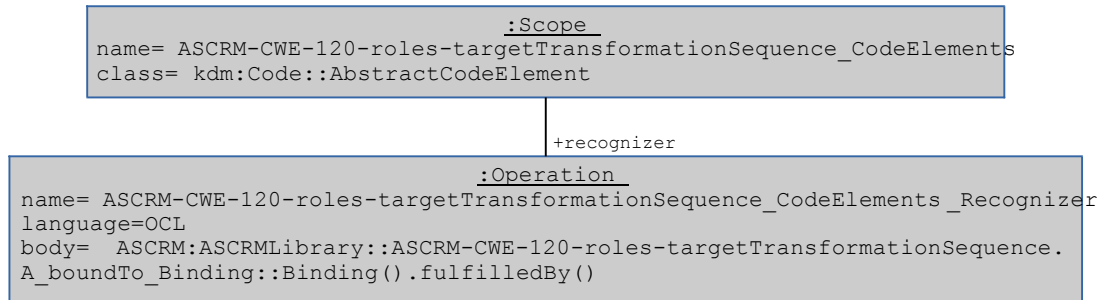 :Scope
name= ASCRM-CWE-120-roles-targetTransformationSequence_CodeElements
class= kdm:Code::AbstractCodeElement
+recognizer
:Operation
name= ASCRM-CWE-120-roles-targetTransformationSequence_CodeElements _Recognizer
language=OCL
body=  ASCRM:ASCRMLibrary::ASCRM-CWE-120-roles-targetTransformationSequence.
A_boundTo_Binding::Binding().fulfilledBy()